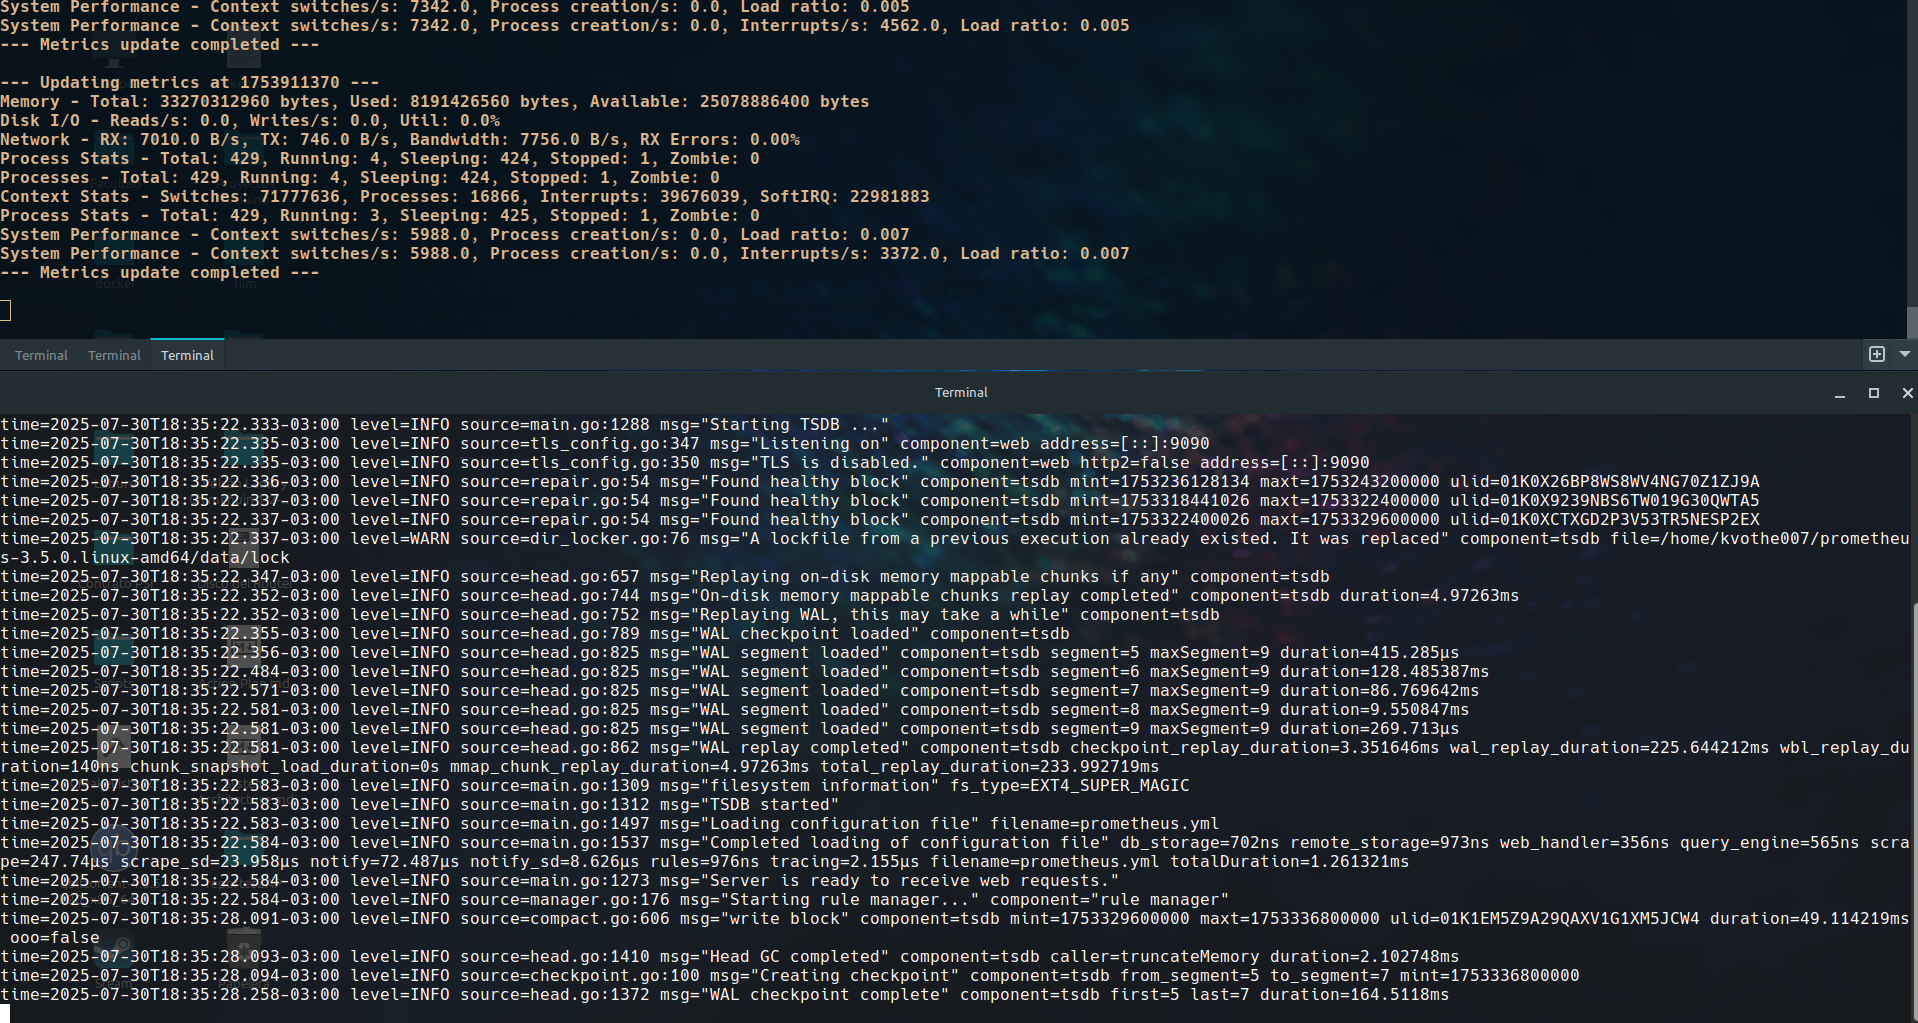 System Performance - Context switches/s: 7342.0, Process creation/s: 0.0, Load ratio: 0.005
System Performance - Context switches/s: 7342.0, Process creation/s: 0.0, Interrupts/s: 4562.0, Load ratio: 0.005
--- Metrics update completed ---
--- Updating metrics at 1753911370 ---
Memory - Total: 33270312960 bytes, Used: 8191426560 bytes, Available: 25078886400 bytes
Disk I/O - Reads/s: 0.0, Writes/s: 0.0, Util: 0.0%
Network - RX: 7010.0 B/s, TX: 746.0 B/s, Bandwidth: 7756.0 B/s, RX Errors: 0.00%
Process Stats - Total: 429, Running: 4, Sleeping: 424, Stopped: 1, Zombie: 0
Processes - Total: 429, Running: 4, Sleeping: 424, Stopped: 1, Zombie: 0
Context Stats - Switches: 71777636, Processes: 16866, Interrupts: 39676039, SoftIRQ: 22981883
Process Stats - Total: 429, Running: 3, Sleeping: 425, Stopped: 1, Zombie: 0
System Performance - Context switches/s: 5988.0, Process creation/s: 0.0, Load ratio: 0.007
System Performance - Context switches/s: 5988.0, Process creation/s: 0.0, Interrupts/s: 3372.0, Load ratio: 0.007
--- Metrics update completed ---
docker film
Terminal Terminal Terminal
Terminal
time=2025-07-30T18:35:22.333-03:00 level=INFO source=main.go:1288 msg="Starting TSDB ..."
time=2025-07-30T18:35:22.335-03:00 level=INFO source=tls_config.go:347 msg="Listening on" component=web address=[::]:9090
time=2025-07-30T18:35:22.335-03:00 level=INFO source=tls_config.go:350 msg="TLS is disabled." component=web http2=false address=[::]:9090
time=2025-07-30T18:35:22.336-03:00 level=INFO source=repair.go:54 msg="Found healthy block" component=tsdb mint=1753236128134 maxt=1753243200000 ulid=01K0X26BP8WS8WV4NG70Z1ZJ9A
time=2025-07-30T18:35:22.337-03:00 level=INFO source=repair.go:54 msg="Found healthy block" component=tsdb mint=1753318441026 maxt=1753322400000 ulid=01K0X9239NBS6TW019G30QWTA5
time=2025-07-30T18:35:22.337-03:00 level=INFO source=repair.go:54 msg="Found healthy block" component=tsdb mint=1753322400026 maxt=1753329600000 ulid=01K0XCTXGD2P3V53TR5NESP2EX
time=2025-07-30T18:35:22.337-03:00 level=WARN source=dir_locker.go:76 msg="A lockfile from a previous execution already existed. It was replaced" component=tsdb file=/home/kvothe007/prometheu
s-3.5.0.linux-amd64/data/lock
time=2025-07-30T18:35:22.347-03:00 level=INFO source=head.go:657 msg="Replaying on-disk memory mappable chunks if any" component=tsdb
time=2025-07-30T18:35:22.352-03:00 level=INFO source=head.go:744 msg="On-disk memory mappable chunks replay completed" component=tsdb duration=4.97263ms
time=2025-07-30T18:35:22.352-03:00 level=INFO source=head.go:752 msg="Replaying WAL, this may take a while" component=tsdb
time=2025-07-30T18:35:22.355-03:00 level=INFO source=head.go:789 msg="WAL checkpoint loaded" component=tsdb
time=2025-07-30T18:35:22.356-03:00 level=INFO source=head.go:825 msg="WAL segment loaded" component=tsdb segment=5 maxSegment=9 duration=415.285µs
time=2025-07-30T18:35:22.484-03:00 level=INFO source=head.go:825 msg="WAL segment loaded" component=tsdb segment=6 maxSegment=9 duration=128.485387ms
time=2025-07-30T18:35:22.571-03:00 level=INFO source=head.go:825 msg="WAL segment loaded" component=tsdb segment=7 maxSegment=9 duration=86.769642ms
time=2025-07-30T18:35:22.581-03:00 level=INFO source=head.go:825 msg="WAL segment loaded" component=tsdb segment=8 maxSegment=9 duration=9.550847ms
time=2025-07-30T18:35:22.581-03:00 level=INFO source=head.go:825 msg="WAL segment loaded" component=tsdb segment=9 maxSegment=9 duration=269.713µs
time=2025-07-30T18:35:22.581-03:00 level=INFO source=head.go:862 msg="WAL replay completed" component=tsdb checkpoint_replay_duration=3.351646ms wal_replay_duration=225.644212ms wbl_replay_du
ration=140ns chunk_snapshot_load_duration=0s mmap_chunk_replay_duration=4.97263ms total_replay_duration=233.992719ms
time=2025-07-30T18:35:22.583-03:00 level=INFO source=main.go:1309 msg="filesystem information" fs_type=EXT4_SUPER_MAGIC
time=2025-07-30T18:35:22.583-03:00 level=INFO source=main.go:1312 msg="TSDB started"
time=2025-07-30T18:35:22.583-03:00 level=INFO source=main.go:1497 msg="Loading configuration file" filename=prometheus.yml
time=2025-07-30T18:35:22.584-03:00 level=INFO source=main.go:1537 msg="Completed loading of configuration file" db_storage=702ns remote_storage=973ns web_handler=356ns query_engine=565ns scra
pe=247.74µs scrape_sd=23.958µs notify=72.487µs notify_sd=8.626µs rules=976ns tracing=2.155µs filename=prometheus.yml totalDuration=1.261321ms
time=2025-07-30T18:35:22.584-03:00 level=INFO source=main.go:1273 msg="Server is ready to receive web requests."
time=2025-07-30T18:35:22.584-03:00 level=INFO source=manager.go:176 msg="Starting rule manager..." component="rule manager"
time=2025-07-30T18:35:28.091-03:00 level=INFO source=compact.go:606 msg="write block" component=tsdb mint=1753329600000 maxt=1753336800000 ulid=01K1EM5Z9A29QAXV1G1XM5JCW4 duration=49.114219ms
ooo=false
time=2025-07-30T18:35:28.093-03:00 level=INFO source=head.go:1410 msg="Head GC completed" component=tsdb caller=truncateMemory duration=2.102748ms
time=2025-07-30T18:35:28.094-03:00 level=INFO source=checkpoint.go:100 msg="Creating checkpoint" component=tsdb from_segment=5 to_segment=7 mint=1753336800000
time=2025-07-30T18:35:28.258-03:00 level=INFO source=head.go:1372 msg="WAL checkpoint complete" component=tsdb first=5 last=7 duration=164.5118ms